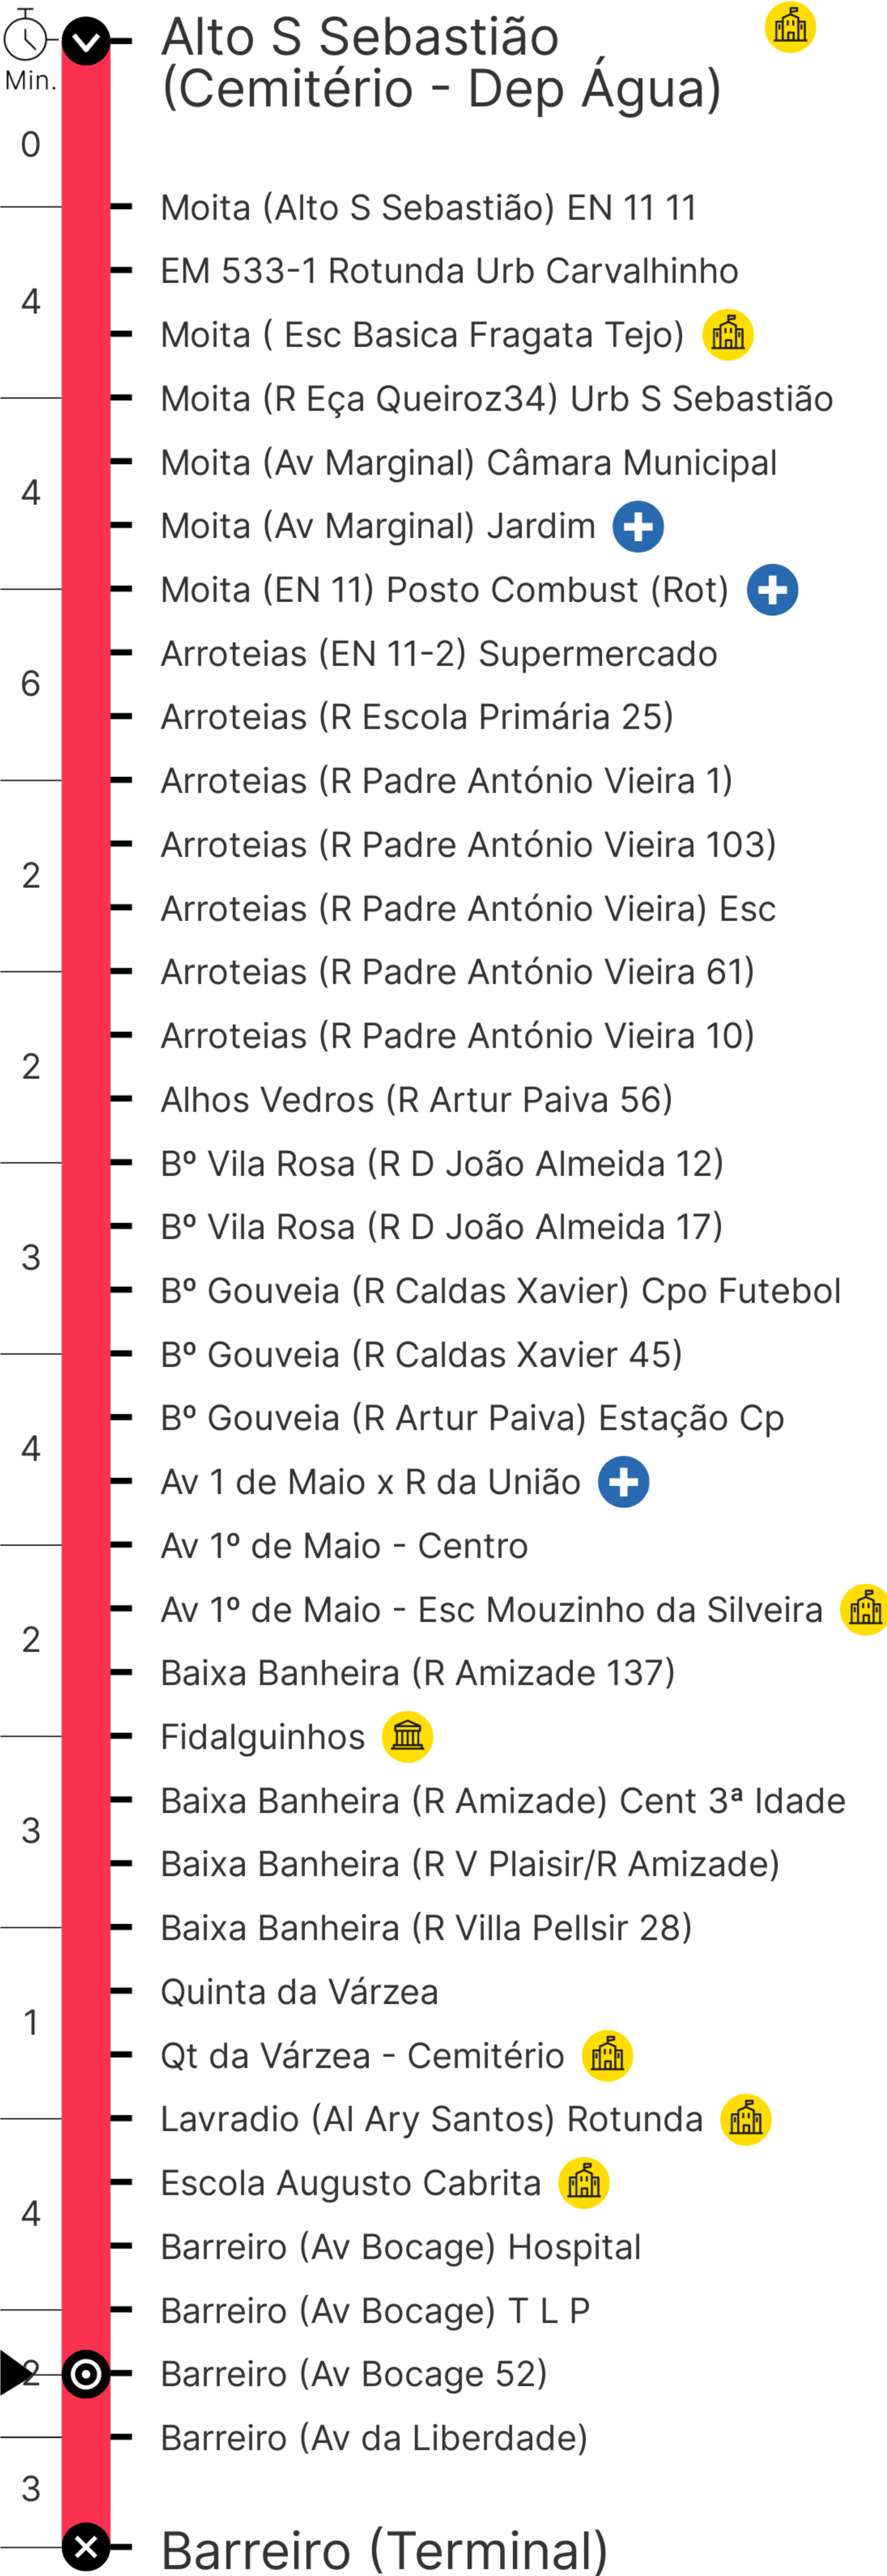 Alto S Sebastião
(Cemitério - Dep Água)
Min.
0
Moita (Alto S Sebastião) EN 11 11
EM 533-1 Rotunda Urb Carvalhinho
4
Moita ( Esc Basica Fragata Tejo)
Moita (R Eça Queiroz34) Urb S Sebastião
Moita (Av Marginal) Câmara Municipal
4
Moita (Av Marginal) Jardim
Moita (EN 11) Posto Combust (Rot)
Arroteias (EN 11-2) Supermercado
6
Arroteias (R Escola Primária 25)
Arroteias (R Padre António Vieira 1)
Arroteias (R Padre António Vieira 103)
2
Arroteias (R Padre António Vieira) Esc
Arroteias (R Padre António Vieira 61)
Arroteias (R Padre António Vieira 10)
2
Alhos Vedros (R Artur Paiva 56)
Bº Vila Rosa (R D João Almeida 12)
Bº Vila Rosa (R D João Almeida 17)
3
Bº Gouveia (R Caldas Xavier) Cpo Futebol
Bº Gouveia (R Caldas Xavier 45)
Bº Gouveia (R Artur Paiva) Estação Cp
4
Av 1 de Maio x R da União
Av 1º de Maio - Centro
Av 1º de Maio - Esc Mouzinho da Silveira
2
Baixa Banheira (R Amizade 137)
Fidalguinhos
Baixa Banheira (R Amizade) Cent 3ª Idade
3
Baixa Banheira (R V Plaisir/R Amizade)
Baixa Banheira (R Villa Pellsir 28)
Quinta da Várzea
1
Qt da Várzea - Cemitério
Lavradio (Al Ary Santos) Rotunda
Escola Augusto Cabrita
4
Barreiro (Av Bocage) Hospital
Barreiro (Av Bocage) T L P
2
Barreiro (Av Bocage 52)
Barreiro (Av da Liberdade)
3
Barreiro (Terminal)